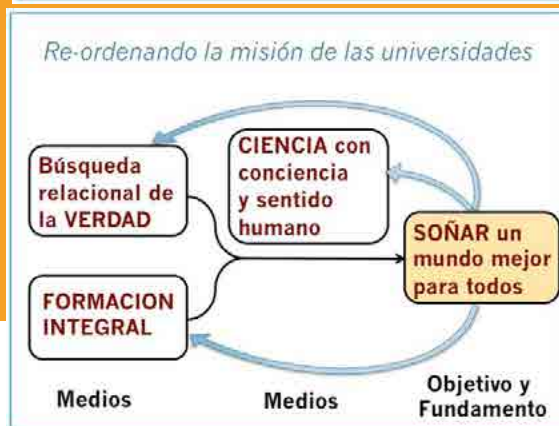 Re-ordenando la misión de las universidades
Búsqueda
relacional de
la VERDAD
CIENCIA con
conciencia
y sentido
humano
SOÑAR un
mundo mejor
para todos
FORMACION
INTEGRAL
Medios
Medios
Objetivo y
Fundamento